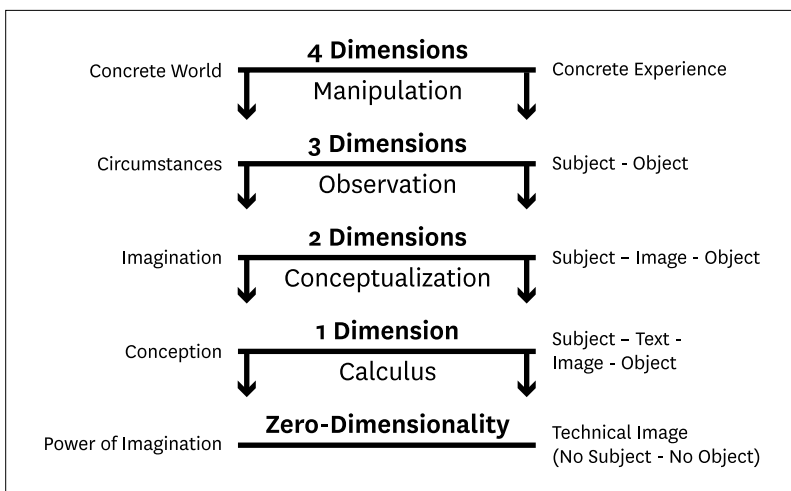 4 Dimensions
Concrete World
Concrete Experience
Manipulation
3 Dimensions
Circumstances
Subject - Object
Observation
2 Dimensions
Imagination
Subject – Image - Object
Conceptualization
1 Dimension
Conception
Subject – Text -
Image - Object
Calculus
Zero-Dimensionality
Power of Imagination
Technical Image
(No Subject - No Object)